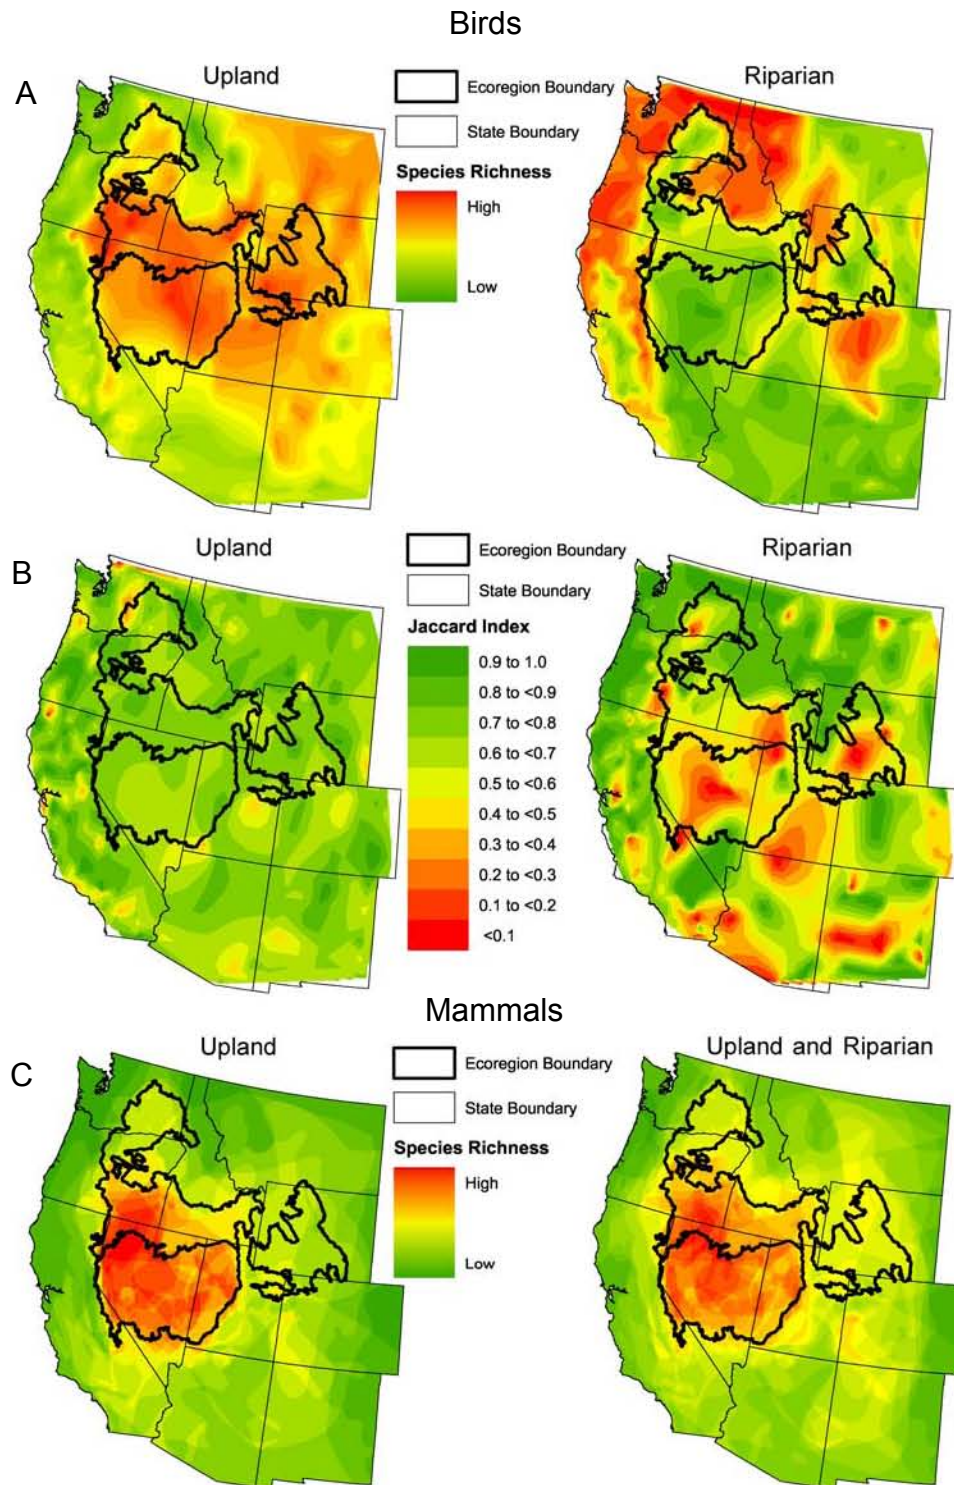 Birds
A
Upland
Riparian
Ecoregion Boundary
State Boundary
Species Richness
High
Low
B
Upland
Riparian
Ecoregion Boundary
State Boundary
Jaccard Index
0.9 to 1.0
0.8 to <0.9
0.7 to <0.8
0.6 to <0.7
0.5 to <0.6
0.4 to <0.5
0.3 to <0.4
0.2 to <0.3
0.1 to <0.2
<0.1
Mammals
C
Upland
Upland and Riparian
Ecoregion Boundary
State Boundary
Species Richness
High
Low